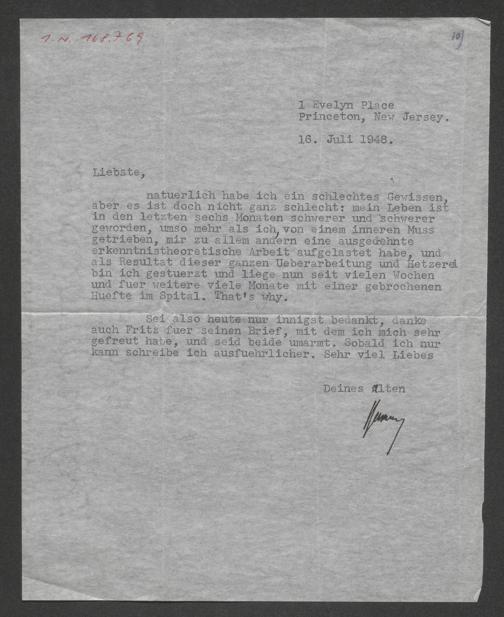 I.N. 168.769
10)
1 Evelyn Place
Princeton, New Jersey.
16. Juli 1948.
Liebste,
natuerlich habe ich ein schlechtes Gewissen,
aber es ist doch nicht ganz schlecht: mein Leben ist
in den letzten sechs Monaten schwerer und schwerer
geworden, umso mehr als ich, von einem inneren Muss
getrieben, mir zu allem andern eine ausgedehnte
erkenntnistheoretische Arbeit aufgelastet habe, und
als Resultat dieser ganzen Ueberarbeitung und Hetzerei
bin ich gestuerzt und liege nun seit vielen Wochen
und fuer weitere viele Monate mit einer gebrochenen
Huefte im Spital. That's why.
Sei also heute nur innigst bedankt, danke
auch Fritz fuer seinen Brief, mit dem ich mich sehr
gefreut habe, und seid beide umarmt. Sobald ich nur
kann schreibe ich ausfuehrlicher. Sehr viel Liebes
Deines alten